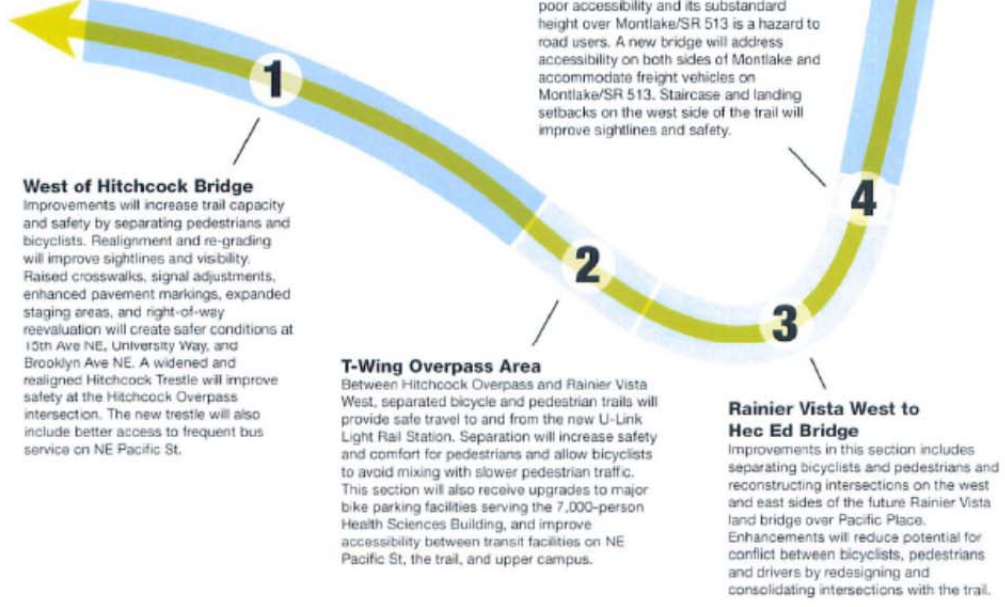 poor accessibility and its substandard
height over Montlake/SR 513 is a hazard to
road users. A new bridge will address
accessibility on both sides of Montlake and
accommodate freight vehicles on
Montlake/SR 513. Staircase and landing
setbacks on the west side of the trail will
improve sightlines and safety.
1
West of Hitchcock Bridge
Improvements will increase trail capacity
and safety by separating pedestrians and
bicyclists. Realignment and re-grading
will improve sightlines and visibility.
Raised crosswalks, signal adjustments,
enhanced pavement markings, expanded
staging areas, and right-of-way
reevaluation will create safer conditions at
15th Ave NE, University Way, and
Brooklyn Ave NE. A widened and
realigned Hitchcock Trestle will improve
safety at the Hitchcock Overpass
intersection. The new trestle will also
include better access to frequent bus
service on NE Pacific St.
2
T-Wing Overpass Area
Between Hitchcock Overpass and Rainier Vista
West, separated bicycle and pedestrian trails will
provide safe travel to and from the new U-Link
Light Rail Station. Separation will increase safety
and comfort for pedestrians and allow bicyclists
to avoid mixing with slower pedestrian traffic.
This section will also receive upgrades to major
bike parking facilities serving the 7,000-person
Health Sciences Building, and improve
accessibility between transit facilities on NE
Pacific St, the trail, and upper campus.
3
Rainier Vista West to
Hec Ed Bridge
Improvements in this section includes
separating bicyclists and pedestrians and
reconstructing intersections on the west
and east sides of the future Rainier Vista
land bridge over Pacific Place.
Enhancements will reduce potential for
conflict between bicyclists, pedestrians
and drivers by redesigning and
consolidating intersections with the trail.
4